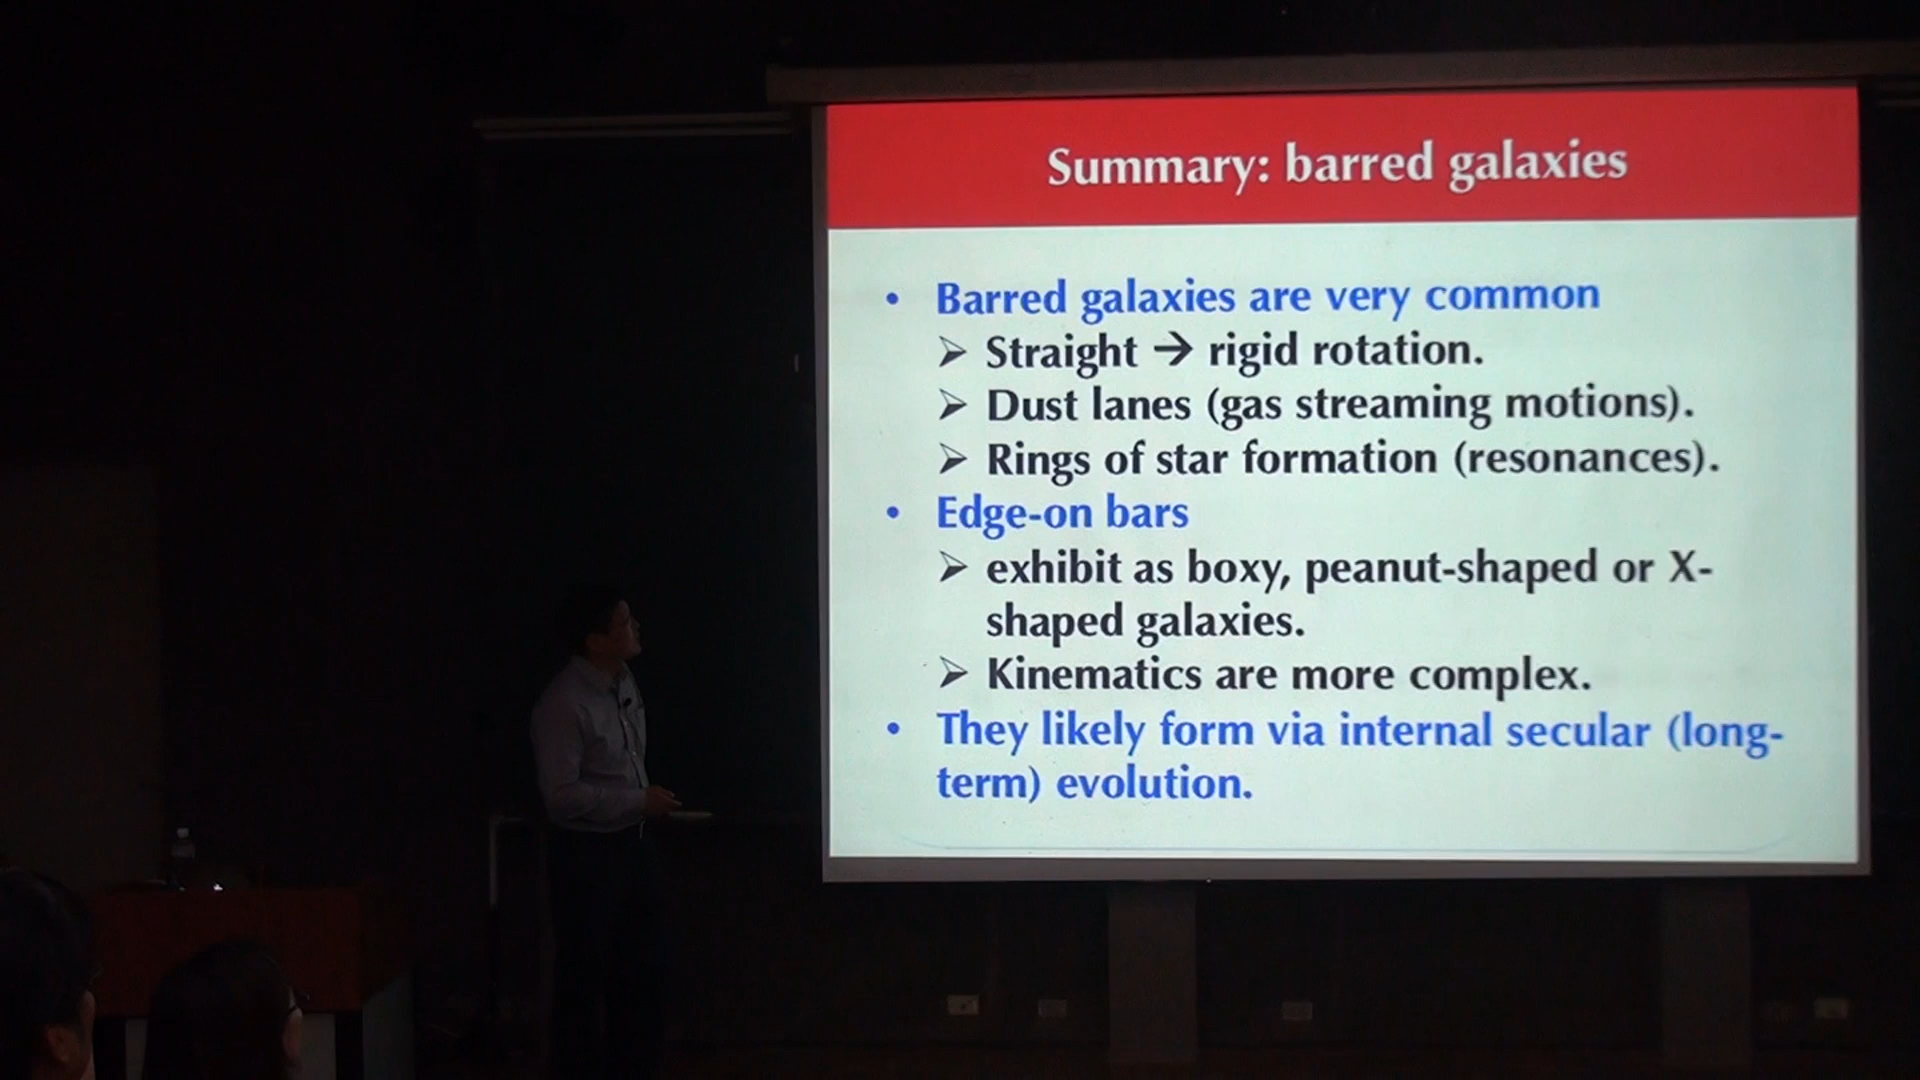 Summary: barred galaxies
• Barred galaxies are very common
➢ Straight → rigid rotation.
➢ Dust lanes (gas streaming motions).
➢ Rings of star formation (resonances).
• Edge-on bars
➢ exhibit as boxy, peanut-shaped or X-
shaped galaxies.
➢ Kinematics are more complex.
• They likely form via internal secular (long-
term) evolution.